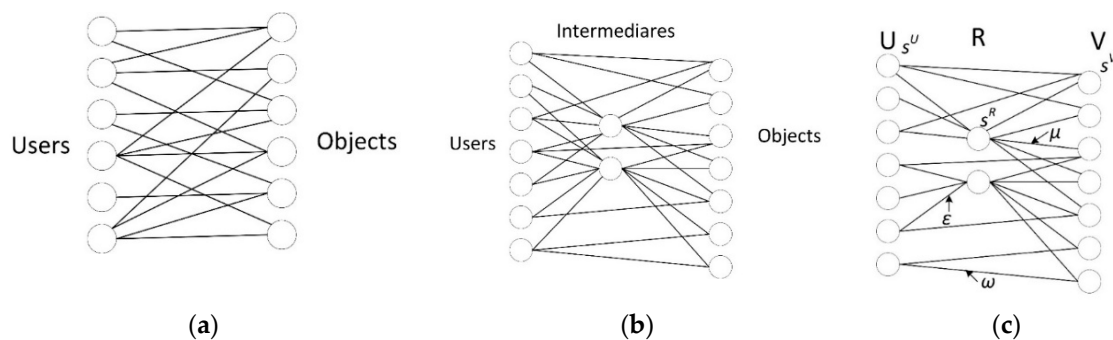 Users
Objects
(a)
Intermediares
Users
Objects
(b)
U s^U R V
s^V
s^R
μ
ε
ω
(c)